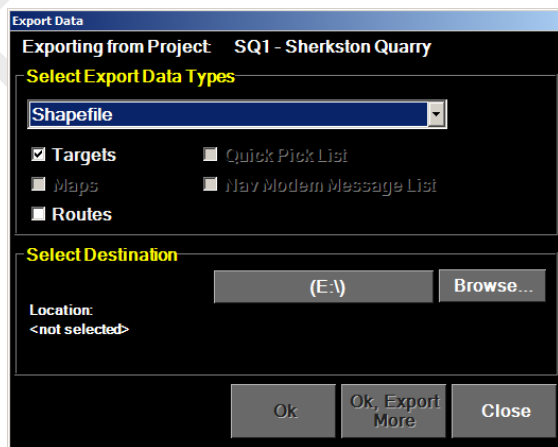 Export Data
Exporting from Project: SQ1 - Sherkston Quarry
Select Export Data Types
Shapefile
Targets
Quick Pick List
Maps
Nav Modem Message List
Routes
Select Destination
(E:\)
Browse...
Location:
<not selected>
Ok
Ok, Export
More
Close